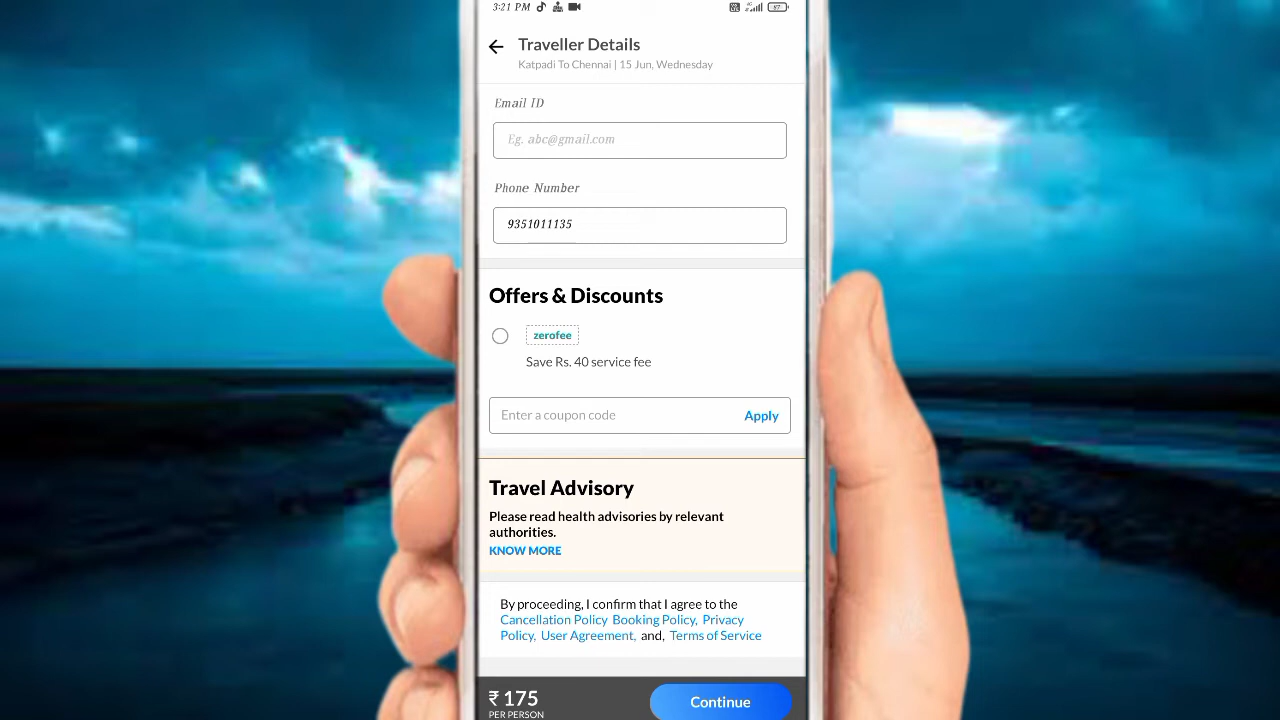 3:21 PM
Traveller Details
Katpadi To Chennai | 15 Jun, Wednesday
Email ID
Eg. abc@gmail.com
Phone Number
9351011135
Offers & Discounts
zerofee
Save Rs. 40 service fee
Enter a coupon code Apply
Travel Advisory
Please read health advisories by relevant
authorities.
KNOW MORE
By proceeding, I confirm that I agree to the
Cancellation Policy Booking Policy, Privacy
Policy, User Agreement, and, Terms of Service
₹ 175 Continue
PER PERSON